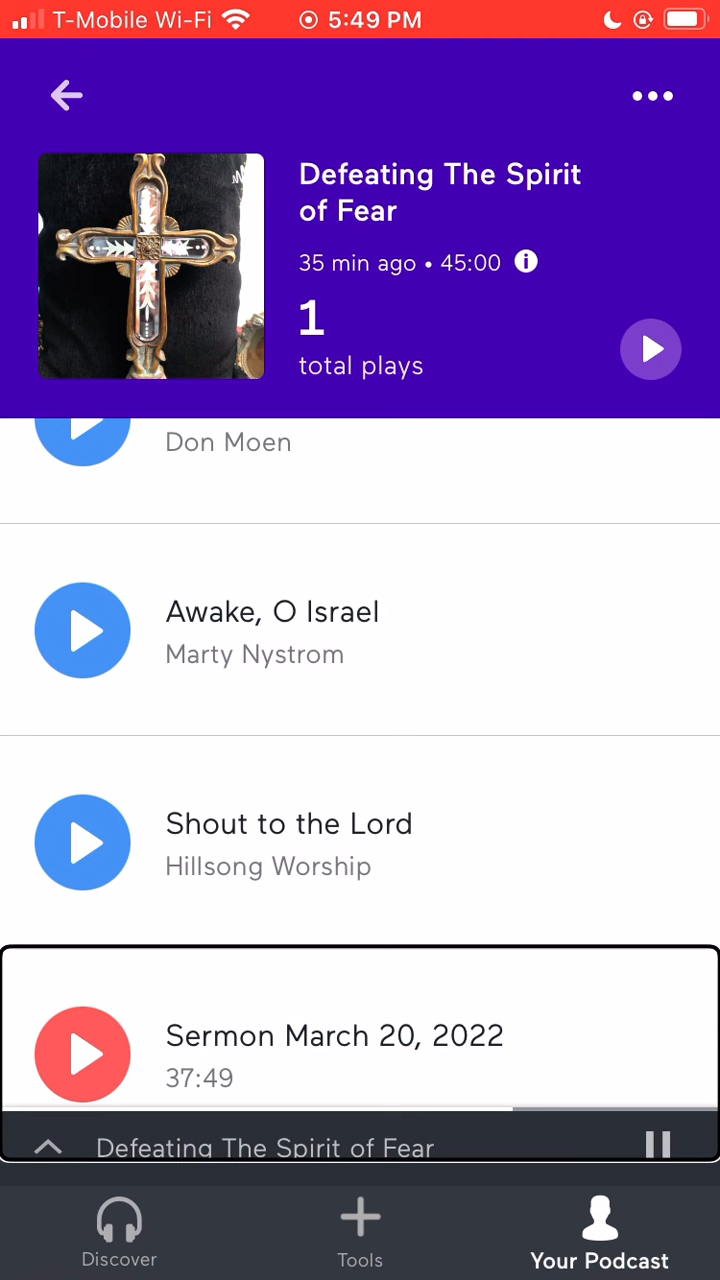 T-Mobile Wi-Fi 5:49 PM
Defeating The Spirit
of Fear
35 min ago • 45:00
1
total plays
Don Moen
Awake, O Israel
Marty Nystrom
Shout to the Lord
Hillsong Worship
Sermon March 20, 2022
37:49
Defeating The Spirit of Fear
Discover Tools Your Podcast